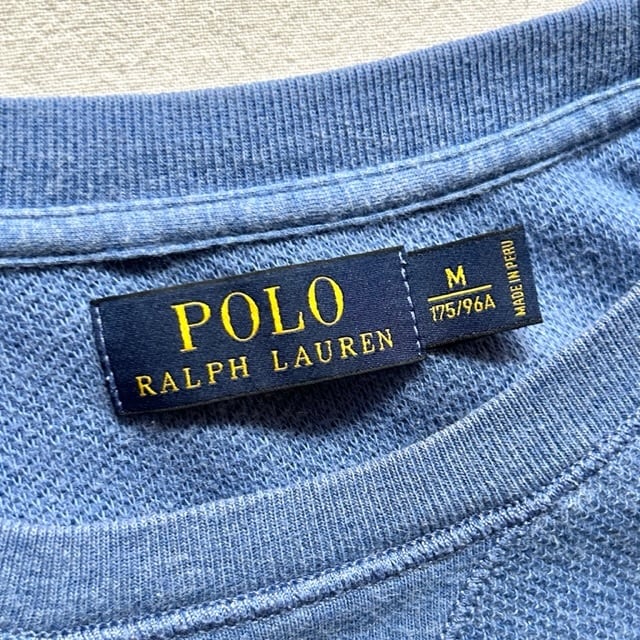 POLO
RALPH LAUREN
M
175/96A
MADE IN PERU